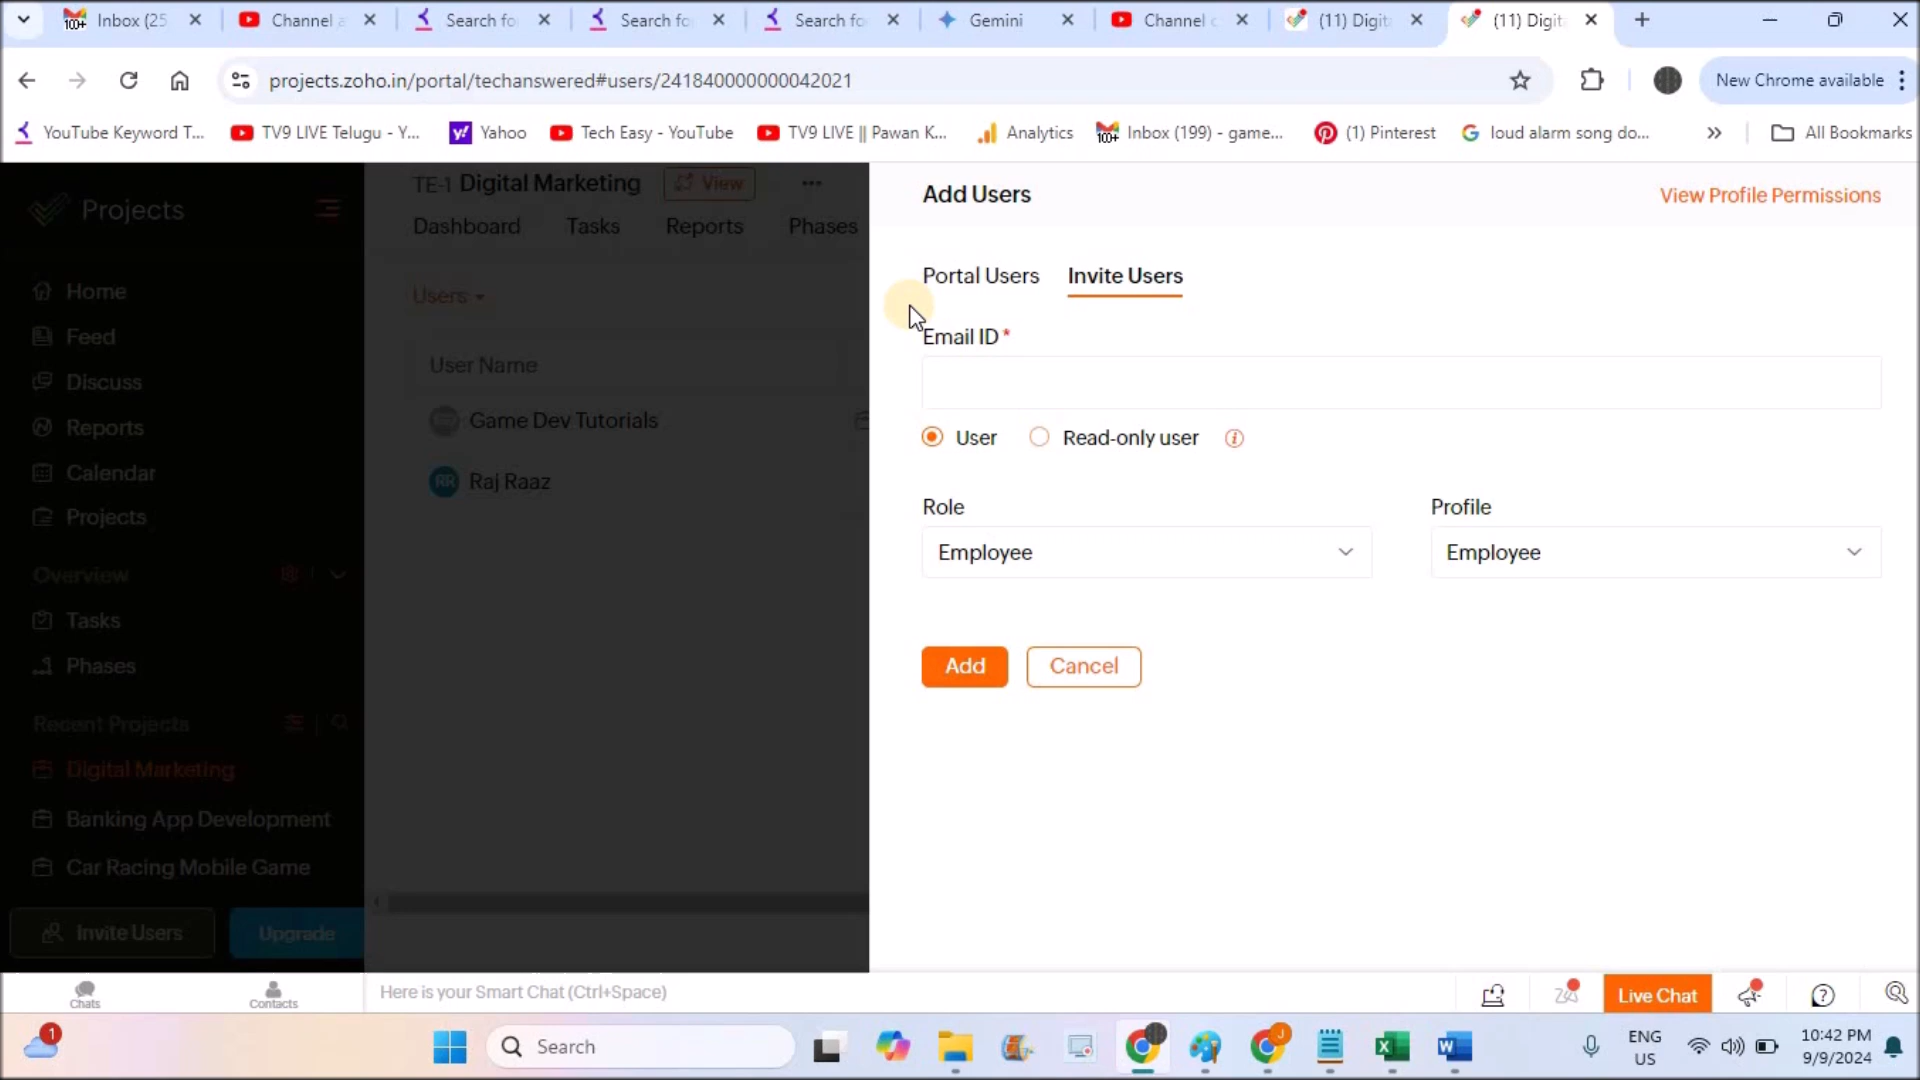 Inbox (25
Channel a
Search fo
Search fo
Search fo
Gemini
Channel c
(11) Digit
(11) Digit
projects.zoho.in/portal/techanswered#users/241840000000042021
New Chrome available
YouTube Keyword T...
TV9 LIVE Telugu - Y...
Yahoo
Tech Easy - YouTube
TV9 LIVE || Pawan K...
Analytics
Inbox (199) - game...
(1) Pinterest
loud alarm song do...
All Bookmarks
Projects
Home
Feed
Discuss
Reports
Calendar
Projects
Overview
Tasks
Phases
Recent Projects
Digital Marketing
Banking App Development
Car Racing Mobile Game
Invite Users
Upgrade
TE-1 Digital Marketing
View
Dashboard
Tasks
Reports
Phases
Users
User Name
Game Dev Tutorials
RR Raj Raaz
Add Users
View Profile Permissions
Portal Users
Invite Users
Email ID *
User
Read-only user
Role
Profile
Employee
Employee
Add
Cancel
Chats
Contacts
Here is your Smart Chat (Ctrl+Space)
Live Chat
1
Search
ENG
US
10:42 PM
9/9/2024